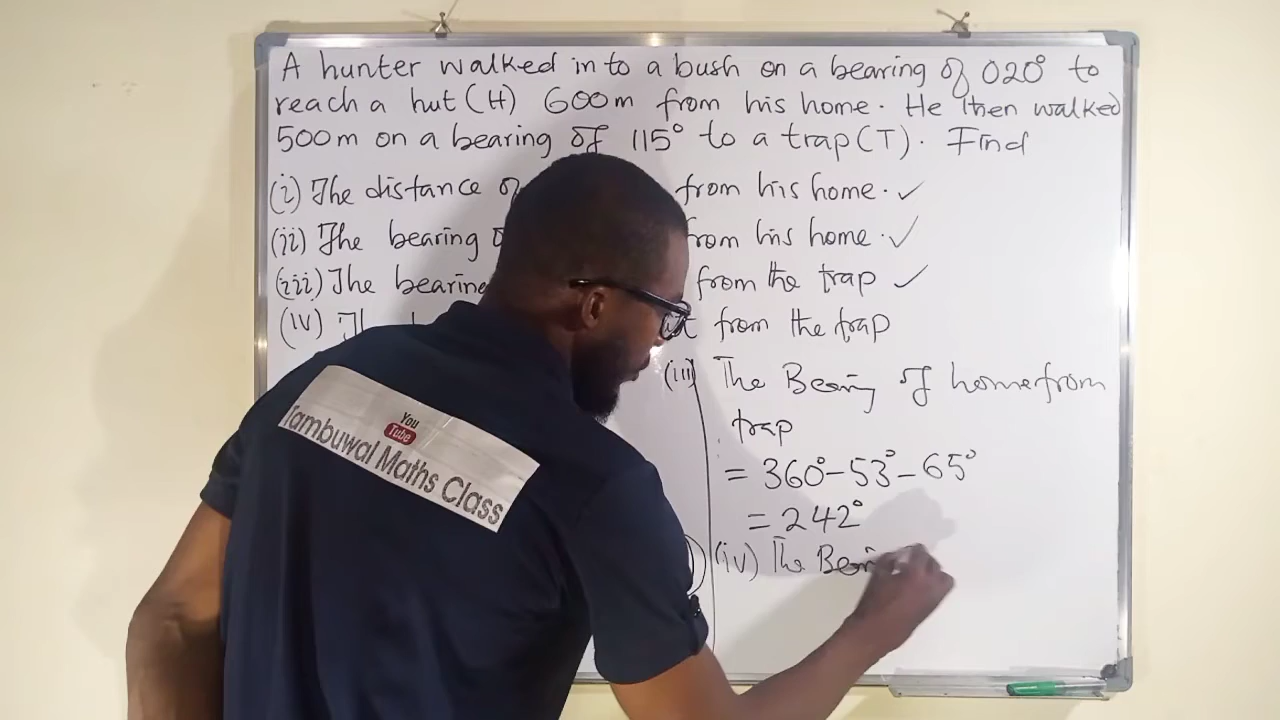 A hunter walked in to a bush on a bearing of 020° to
reach a hut (H) 600m from his home. He then walked
500m on a bearing of 115° to a trap (T). Find
(i) The distance of from his home. ✓
(ii) The bearing from his home. ✓
(iii) The bearing from the trap ✓
(iv) from the trap
(iii) The Bearing of home from
trap
= 360° - 53° - 65°
= 242°
(iv) The
You
Tube
Tambuwal Maths Class